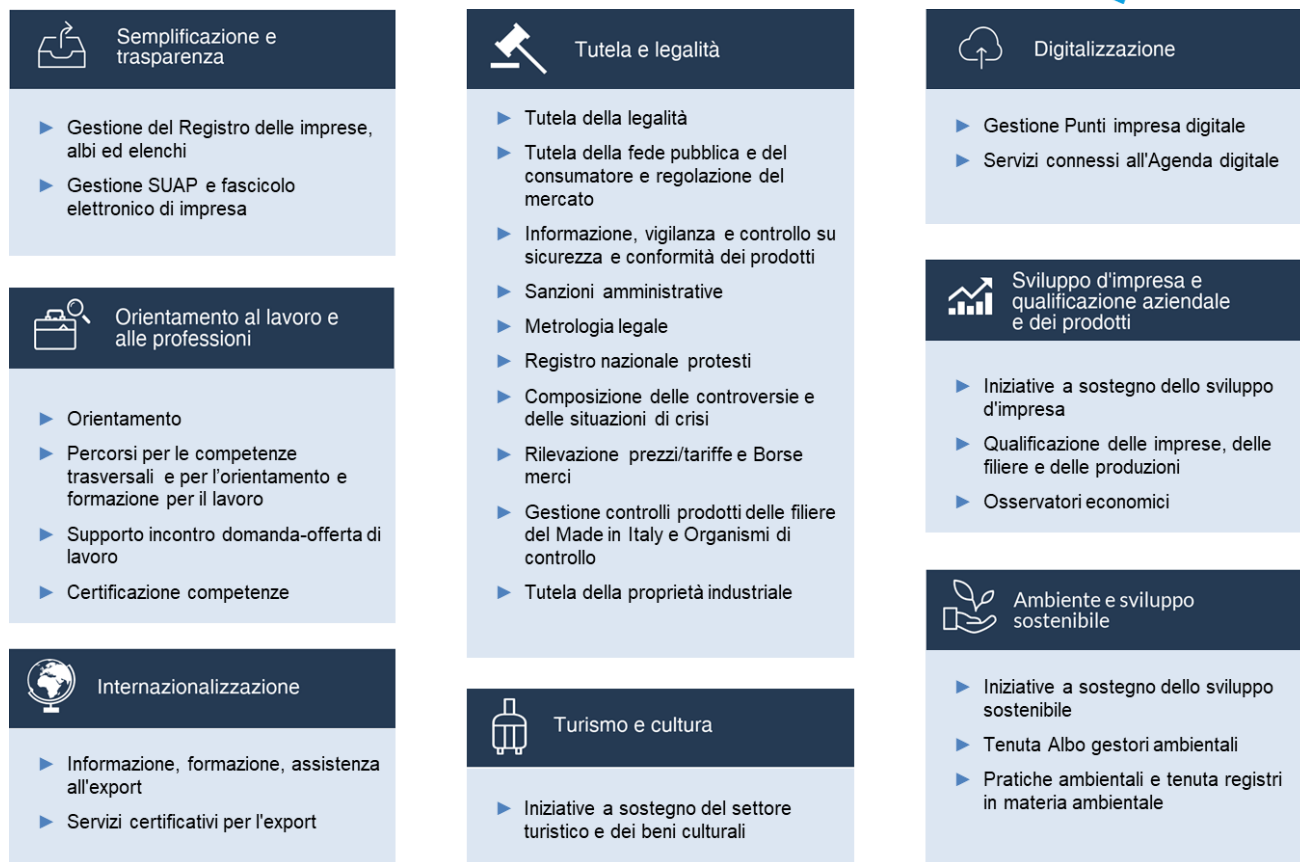 Semplificazione e
trasparenza
Gestione del Registro delle imprese,
albi ed elenchi
Gestione SUAP e fascicolo
elettronico di impresa
Orientamento al lavoro e
alle professioni
Orientamento
Percorsi per le competenze
trasversali e per l'orientamento e
formazione per il lavoro
Supporto incontro domanda-offerta di
lavoro
Certificazione competenze
Internazionalizzazione
Informazione, formazione, assistenza
all'export
Servizi certificativi per l'export
Tutela e legalità
Tutela della legalità
Tutela della fede pubblica e del
consumatore e regolazione del
mercato
Informazione, vigilanza e controllo su
sicurezza e conformità dei prodotti
Sanzioni amministrative
Metrologia legale
Registro nazionale protesti
Composizione delle controversie e
delle situazioni di crisi
Rilevazione prezzi/tariffe e Borse
merci
Gestione controlli prodotti delle filiere
del Made in Italy e Organismi di
controllo
Tutela della proprietà industriale
Turismo e cultura
Iniziative a sostegno del settore
turistico e dei beni culturali
Digitalizzazione
Gestione Punti impresa digitale
Servizi connessi all'Agenda digitale
Sviluppo d'impresa e
qualificazione aziendale
e dei prodotti
Iniziative a sostegno dello sviluppo
d'impresa
Qualificazione delle imprese, delle
filiere e delle produzioni
Osservatori economici
Ambiente e sviluppo
sostenibile
Iniziative a sostegno dello sviluppo
sostenibile
Tenuta Albo gestori ambientali
Pratiche ambientali e tenuta registri
in materia ambientale